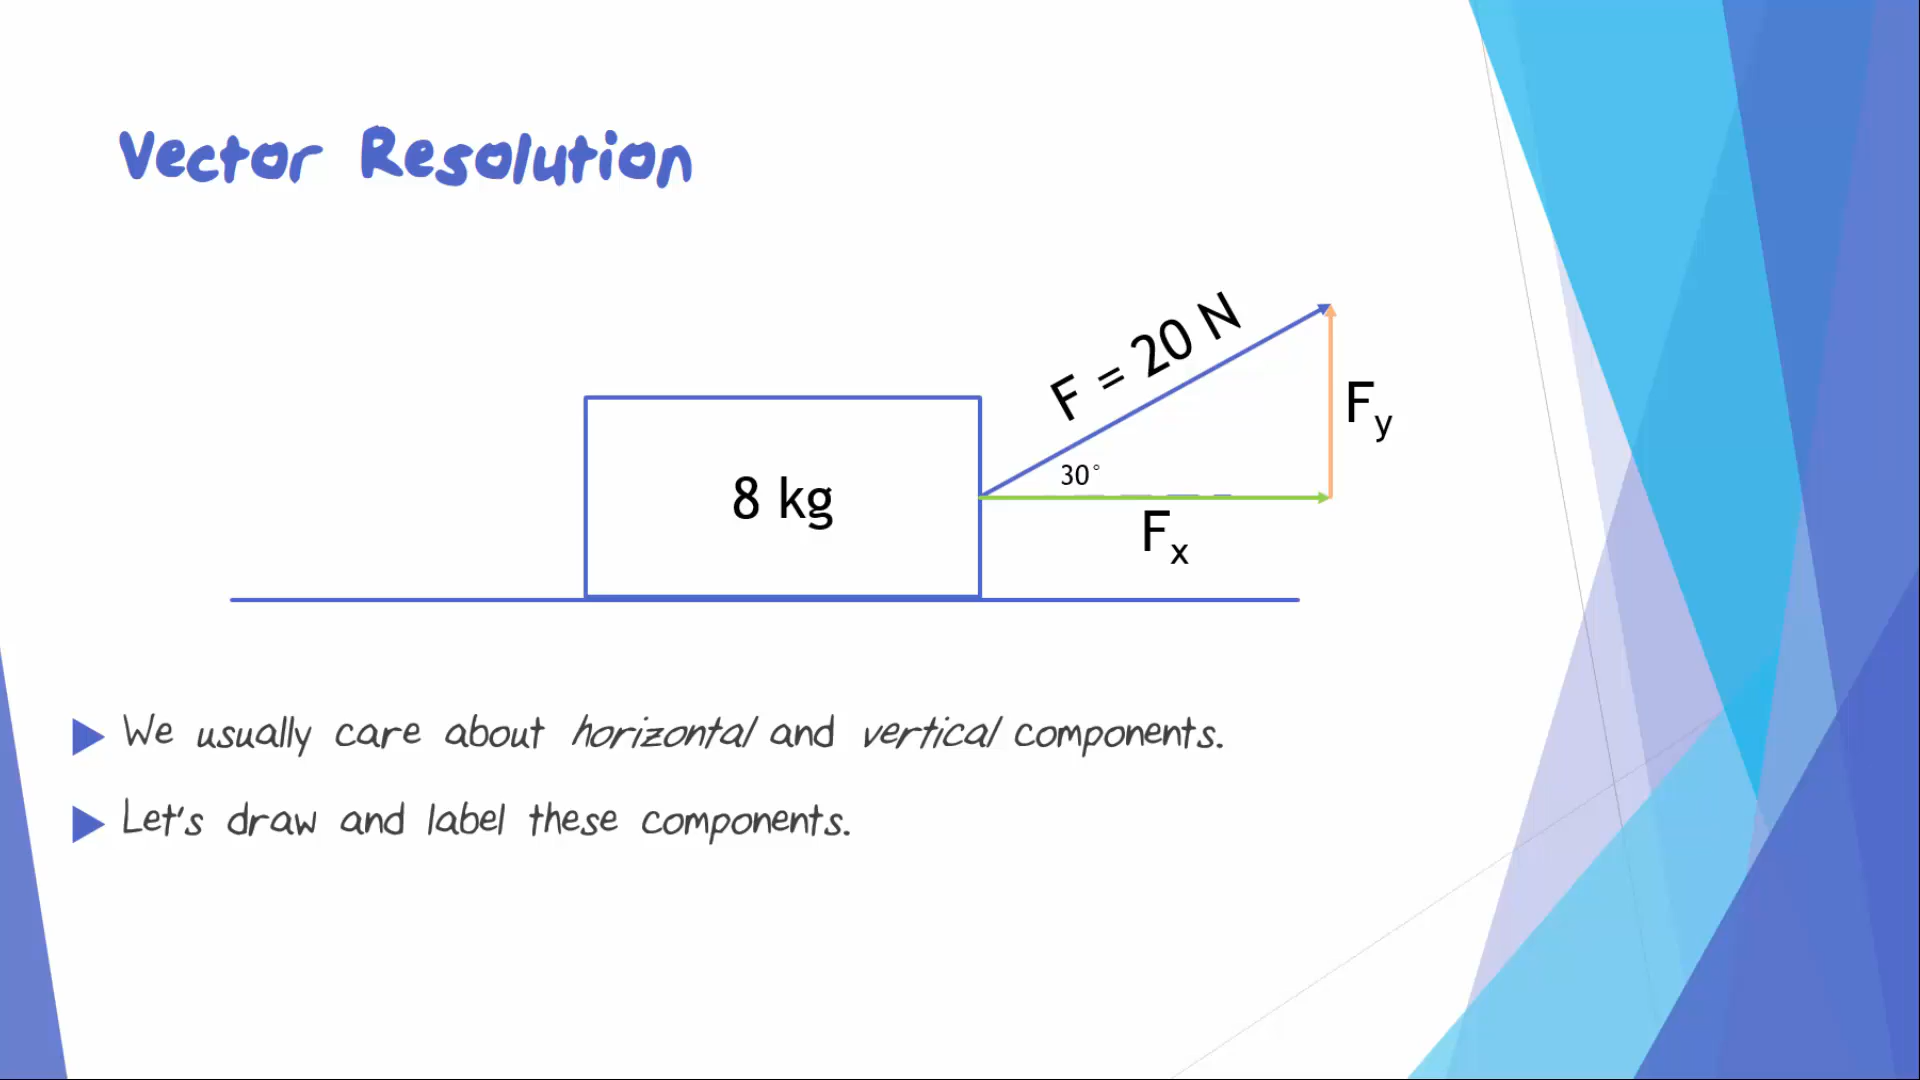 Vector Resolution
F = 20 N
Fy
30°
8 kg
Fx
We usually care about horizontal and vertical components.
Let's draw and label these components.